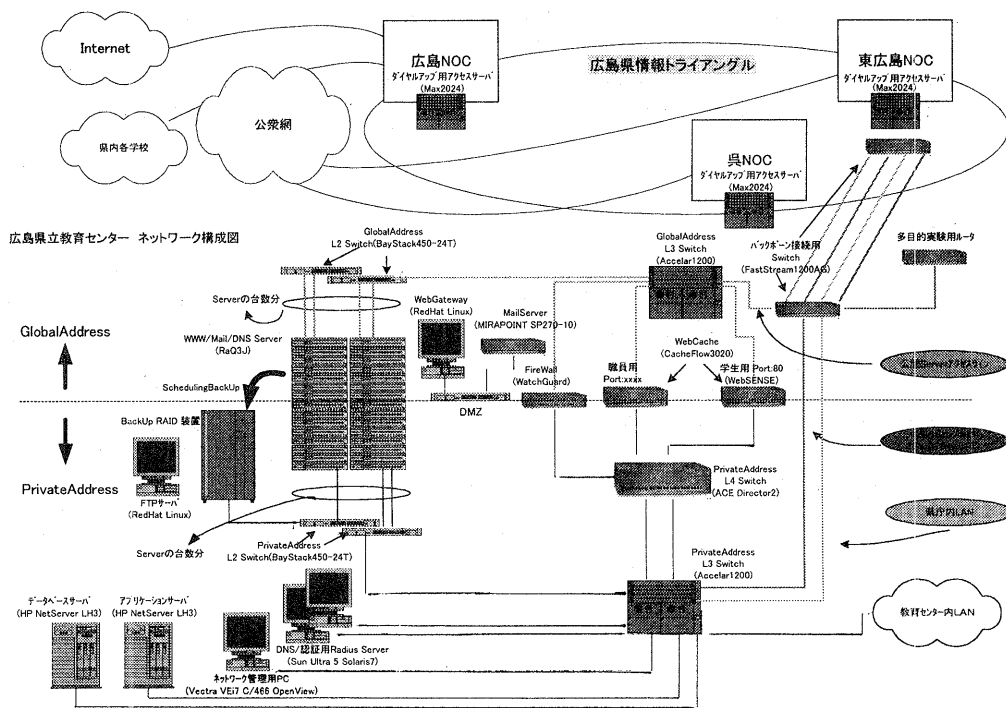 Internet
広島NOC
ダイヤルアップ用アクセスサーバ
(Max2024)
広島県情報トライアングル
東広島NOC
ダイヤルアップ用アクセスサーバ
(Max2024)
公衆網
県内各学校
呉NOC
ダイヤルアップ用アクセスサーバ
(Max2024)
広島県立教育センター ネットワーク構成図
GlobalAddress
L2 Switch(BayStack450-24T)
GlobalAddress
L3 Switch
(Accelar1200)
バックボーン接続用
Switch
(FastStream1200AG)
多目的実験用ルータ
Serverの台数分
WebGateway
(RedHat Linux)
MailServer
(MIRAPOINT SP270-10)
GlobalAddress
WWW/Mail/DNS Server
(RaQ3J)
WebCache
(CacheFlow3020)
FireWall
(WatchGuard)
職員用
Port:xxxx
学生用 Port:80
(WebSENSE)
SchedulingBackUp
DMZ
BackUp RAID 装置
PrivateAddress
FTPサーバ
(RedHat Linux)
PrivateAddress
L4 Switch
(ACE Director2)
県庁内LAN
Serverの台数分
PrivateAddress
L2 Switch(BayStack450-24T)
PrivateAddress
L3 Switch
(Accelar1200)
データベースサーバ
(HP NetServer LH3)
アプリケーションサーバ
(HP NetServer LH3)
教育センター内LAN
DNS/認証用Radius Server
(Sun Ultra 5 Solaris7)
ネットワーク管理用PC
(Vectra VEi7 C/466 OpenView)